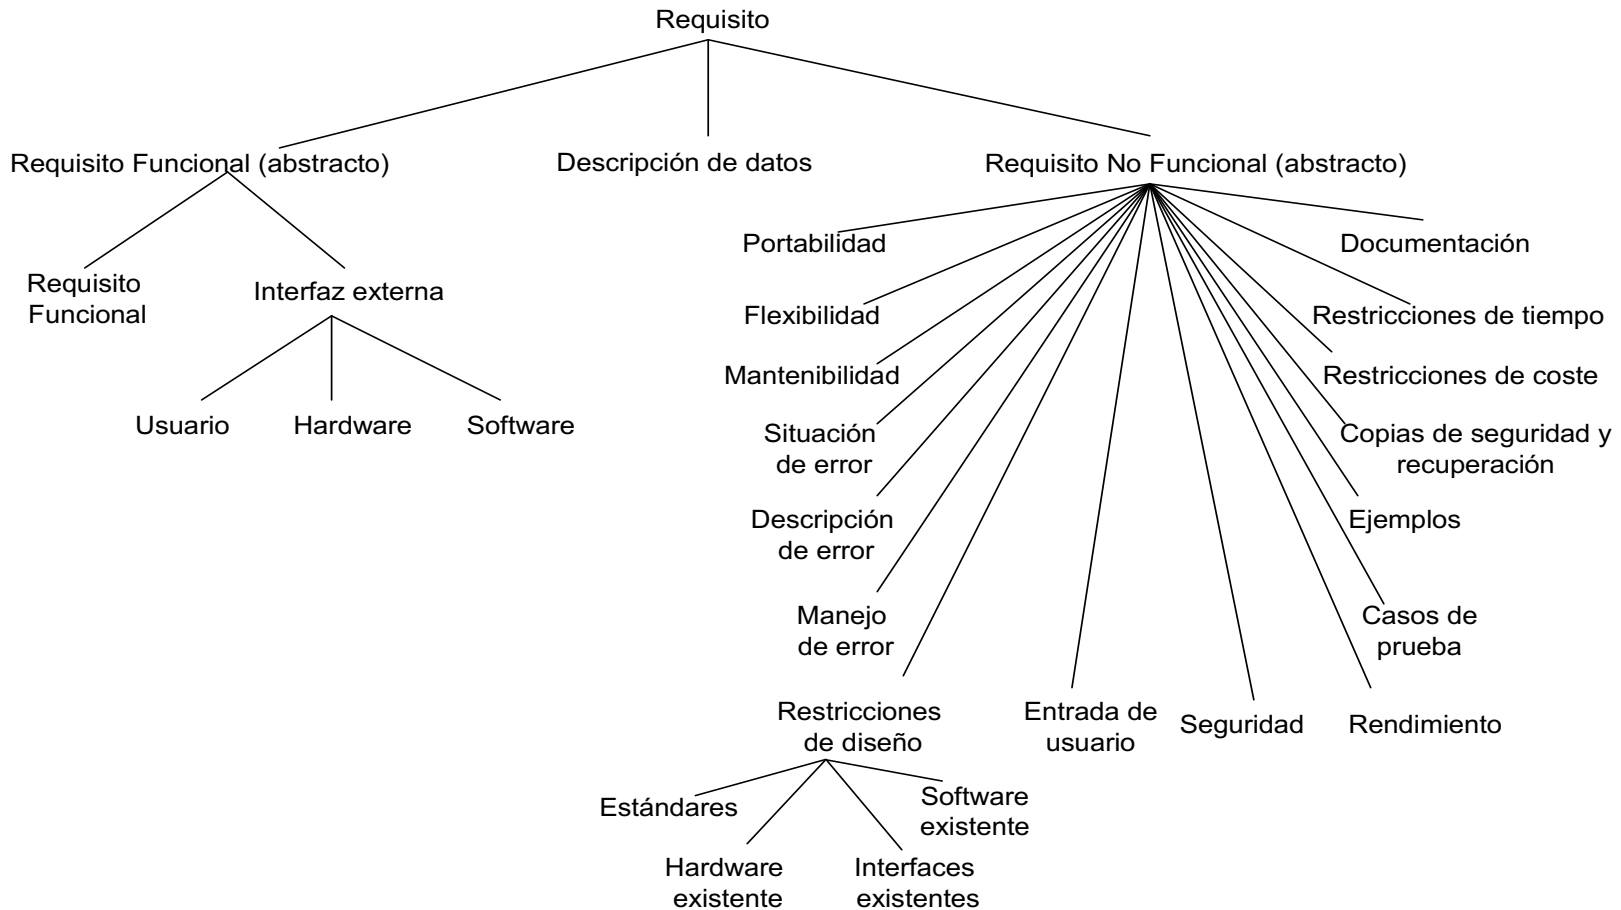 Requisito
Requisito Funcional (abstracto)
Descripción de datos
Requisito No Funcional (abstracto)
Requisito
Funcional
Interfaz externa
Usuario
Hardware
Software
Portabilidad
Flexibilidad
Mantenibilidad
Situación
de error
Descripción
de error
Manejo
de error
Restricciones
de diseño
Estándares
Hardware
existente
Interfaces
existentes
Software
existente
Entrada de
usuario
Seguridad
Rendimiento
Casos de
prueba
Ejemplos
Copias de seguridad y
recuperación
Restricciones de coste
Restricciones de tiempo
Documentación